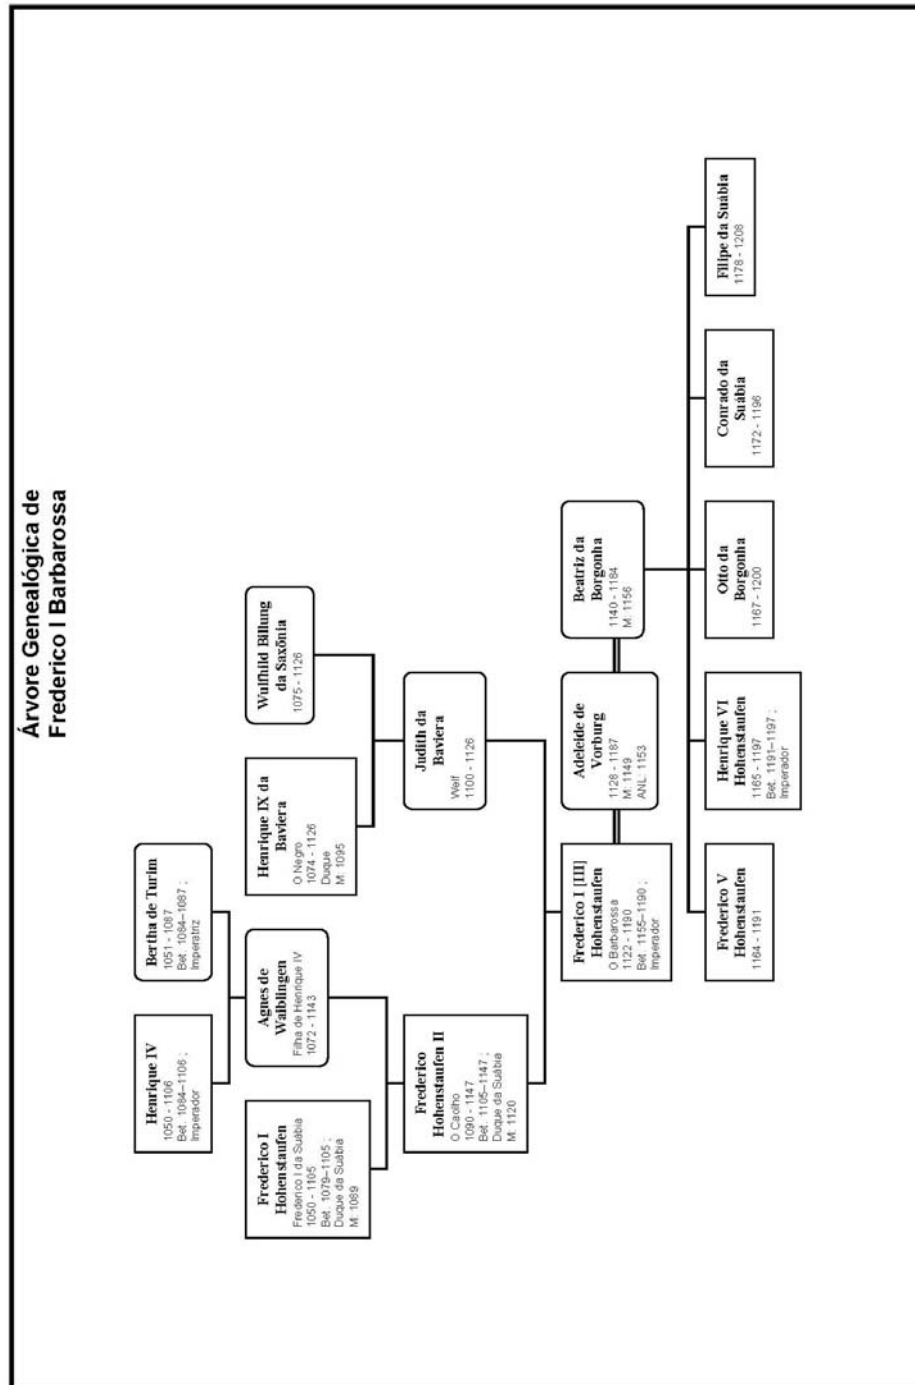 Árvore Genealógica de
Frederico I Barbarossa
Henrique IV
1050 - 1106
Bet. 1084–1106 ;
Imperador
Bertha de Turim
1051 - 1087
Bet. 1084–1087 ;
Imperatriz
Frederico I
Hohenstaufen
Frederico I da Suábia
1050 - 1105
Bet. 1079–1105 ;
Duque da Suábia
M: 1089
Agnes de
Waiblingen
Filha de Henrique IV
1072 - 1143
Henrique IX da
Baviera
O Negro
1074 - 1126
Duque
M: 1095
Wulfhild Billung
da Saxônia
1075 - 1126
Frederico
Hohenstaufen II
O Caolho
1090 - 1147
Bet. 1105–1147 ;
Duque da Suábia
M: 1120
Judith da
Baviera
Welf
1100 - 1126
Frederico I [III]
Hohenstaufen
O Barbarossa
1122 - 1190
Bet. 1155–1190 ;
Imperador
Adeleide de
Vorburg
1128 - 1187
M: 1149
ANL: 1153
Beatriz da
Borgonha
1140 - 1184
M: 1156
Frederico V
Hohenstaufen
1164 - 1191
Henrique VI
Hohenstaufen
1165 - 1197
Bet. 1191–1197 ;
Imperador
Otto da
Borgonha
1167 - 1200
Conrado da
Suábia
1172 - 1196
Filipe da Suábia
1178 - 1208